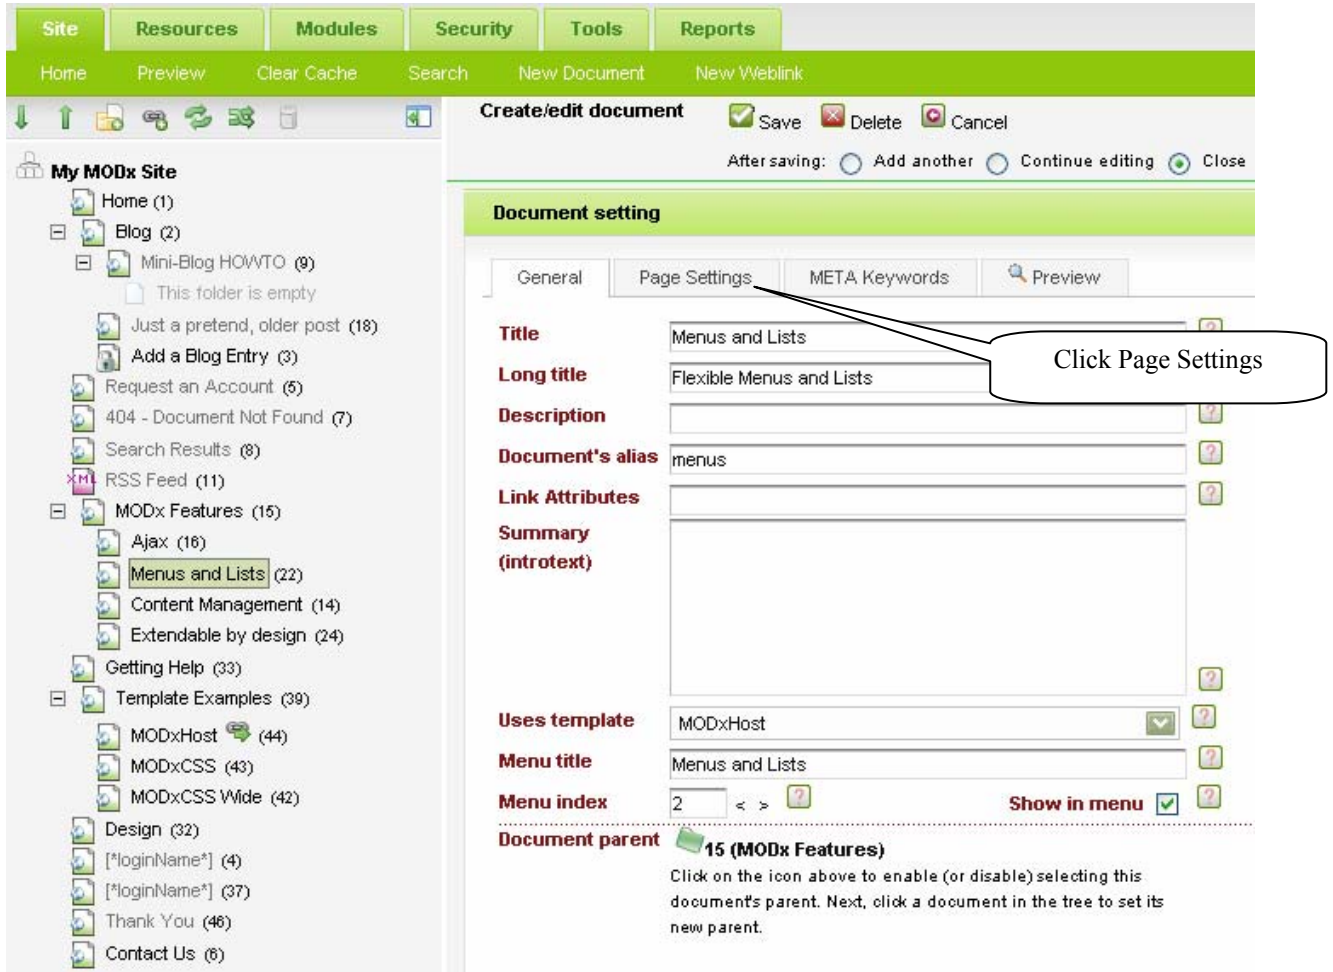 Site Resources Modules Security Tools Reports
Home Preview Clear Cache Search New Document New Weblink
Create/edit document Save Delete Cancel
After saving: Add another Continue editing Close
My MODx Site
Home (1)
Blog (2)
Mini-Blog HOWTO (9)
This folder is empty
Just a pretend, older post (18)
Add a Blog Entry (3)
Request an Account (5)
404 - Document Not Found (7)
Search Results (8)
XML RSS Feed (11)
MODx Features (15)
Ajax (16)
Menus and Lists (22)
Content Management (14)
Extendable by design (24)
Getting Help (33)
Template Examples (39)
MODxHost (44)
MODxCSS (43)
MODxCSS Wide (42)
Design (32)
[*loginName*] (4)
[*loginName*] (37)
Thank You (46)
Contact Us (6)
Document setting
General Page Settings META Keywords Preview
Click Page Settings
Title Menus and Lists ?
Long title Flexible Menus and Lists
Description ?
Document's alias menus ?
Link Attributes ?
Summary
(introtext)
?
Uses template MODxHost ?
Menu title Menus and Lists ?
Menu index 2 < > ? Show in menu ?
Document parent 15 (MODx Features)
Click on the icon above to enable (or disable) selecting this
document's parent. Next, click a document in the tree to set its
new parent.